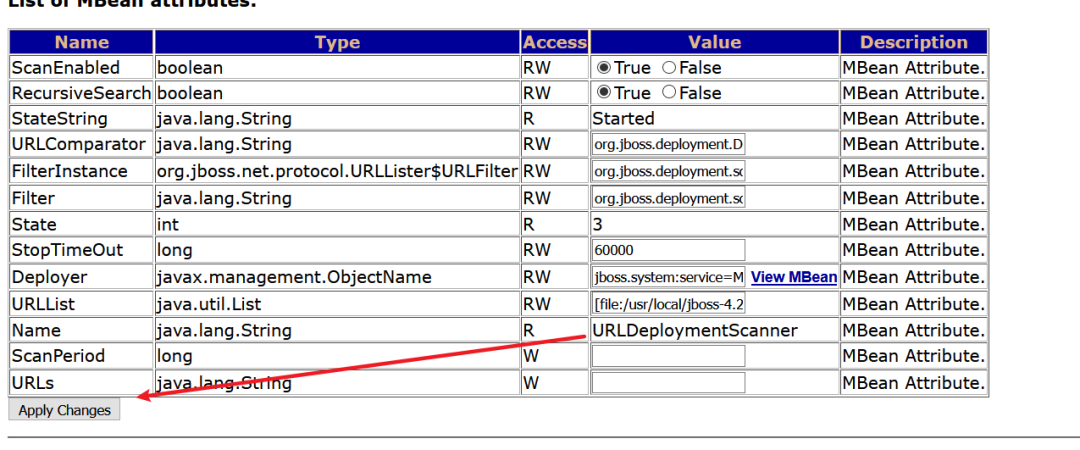 List of MBean attributes:
Name Type Access Value Description
ScanEnabled boolean RW True False MBean Attribute.
RecursiveSearch boolean RW True False MBean Attribute.
StateString java.lang.String R Started MBean Attribute.
URLComparator java.lang.String RW org.jboss.deployment.D MBean Attribute.
FilterInstance org.jboss.net.protocol.URLLister$URLFilter RW org.jboss.deployment.sc MBean Attribute.
Filter java.lang.String RW org.jboss.deployment.sc MBean Attribute.
State int R 3 MBean Attribute.
StopTimeOut long RW 60000 MBean Attribute.
Deployer javax.management.ObjectName RW jboss.system:service=M View MBean MBean Attribute.
URLList java.util.List RW [file:/usr/local/jboss-4.2 MBean Attribute.
Name java.lang.String R URLDeploymentScanner MBean Attribute.
ScanPeriod long W MBean Attribute.
URLs java.lang.String W MBean Attribute.
Apply Changes